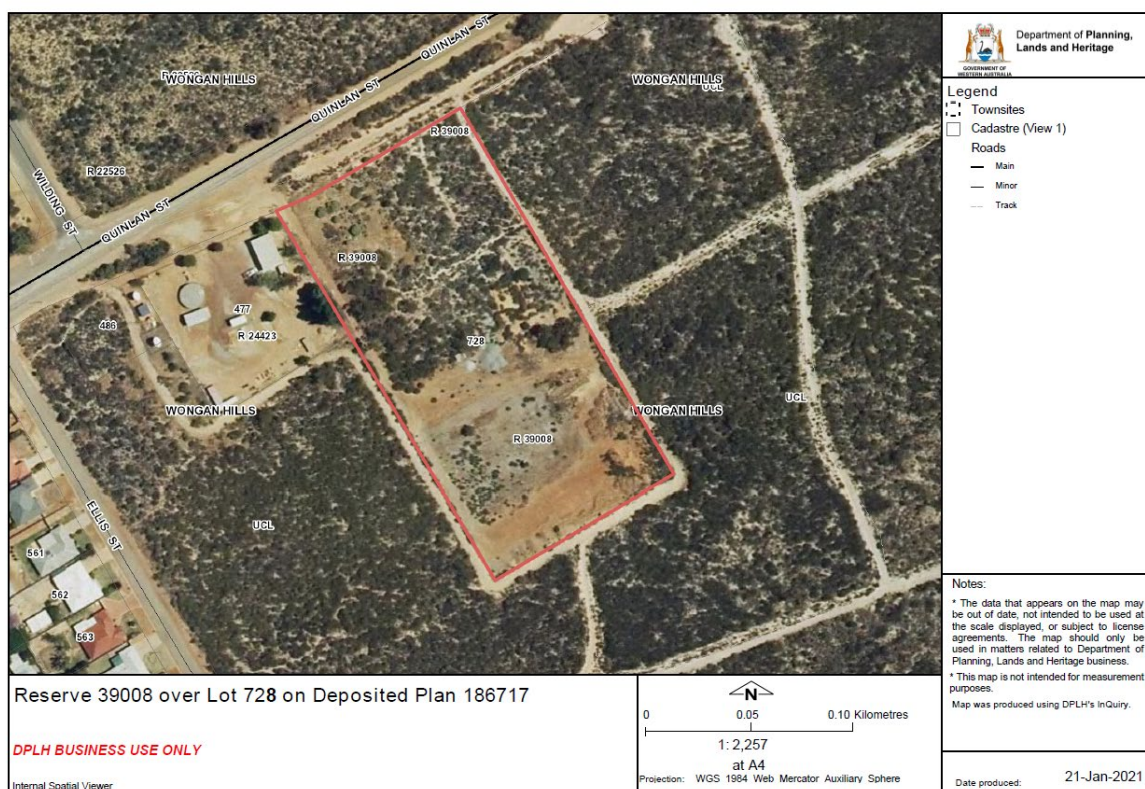 WONGAN HILLS
QUINLAN ST
QUINLAN ST
WONGAN HILLS
UCL
R 39008
R 22526
WILDING ST
QUINLAN ST
R 39008
477
486
R 24423
728
WONGAN HILLS
WONGAN HILLS
UCL
R 39008
ELLIS ST
UCL
561
562
563
Department of Planning,
Lands and Heritage
GOVERNMENT OF
WESTERN AUSTRALIA
Legend
Townsites
Cadastre (View 1)
Roads
Main
Minor
Track
Notes:
* The data that appears on the map may
be out of date, not intended to be used at
the scale displayed, or subject to license
agreements. The map should only be
used in matters related to Department of
Planning, Lands and Heritage business.
* This map is not intended for measurement
purposes.
Map was produced using DPLH's InQuiry.
Reserve 39008 over Lot 728 on Deposited Plan 186717
DPLH BUSINESS USE ONLY
Internal Spatial Viewer
N
0 0.05 0.10 Kilometres
1: 2,257
at A4
Projection: WGS 1984 Web Mercator Auxiliary Sphere
Date produced: 21-Jan-2021